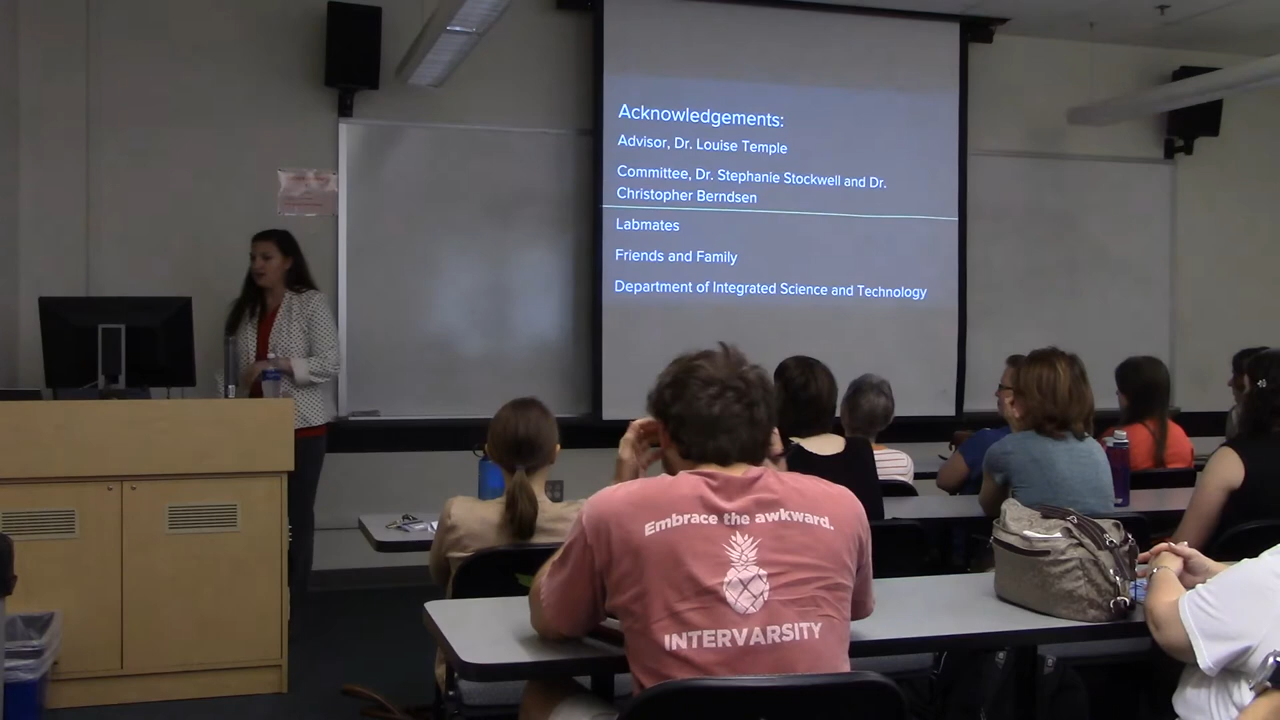 Acknowledgements:
Advisor, Dr. Louise Temple
Committee, Dr. Stephanie Stockwell and Dr.
Christopher Berndsen
Labmates
Friends and Family
Department of Integrated Science and Technology
Embrace the awkward.
INTERVARSITY